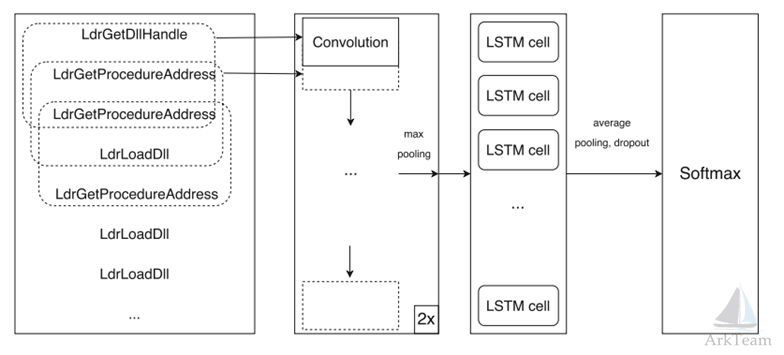 LdrGetDllHandle
LdrGetProcedureAddress
LdrGetProcedureAddress
LdrLoadDll
LdrGetProcedureAddress
LdrLoadDll
LdrLoadDll
...
Convolution
...
2x
max
pooling
LSTM cell
LSTM cell
LSTM cell
...
LSTM cell
average
pooling, dropout
Softmax
ArkTeam